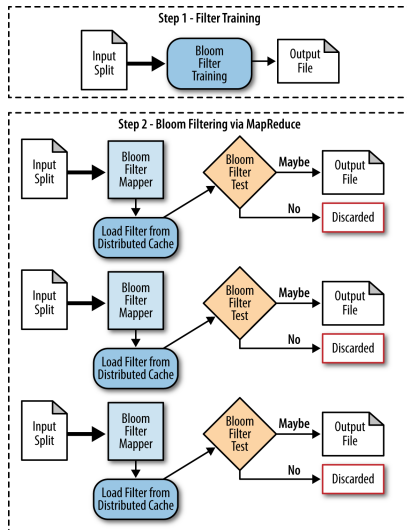 Step 1 - Filter Training
Input
Split
Bloom
Filter
Training
Output
File
Step 2 - Bloom Filtering via MapReduce
Input
Split
Bloom
Filter
Mapper
Load Filter from
Distributed Cache
Bloom
Filter
Test
Maybe
No
Output
File
Discarded
Input
Split
Bloom
Filter
Mapper
Load Filter from
Distributed Cache
Bloom
Filter
Test
Maybe
No
Output
File
Discarded
Input
Split
Bloom
Filter
Mapper
Load Filter from
Distributed Cache
Bloom
Filter
Test
Maybe
No
Output
File
Discarded